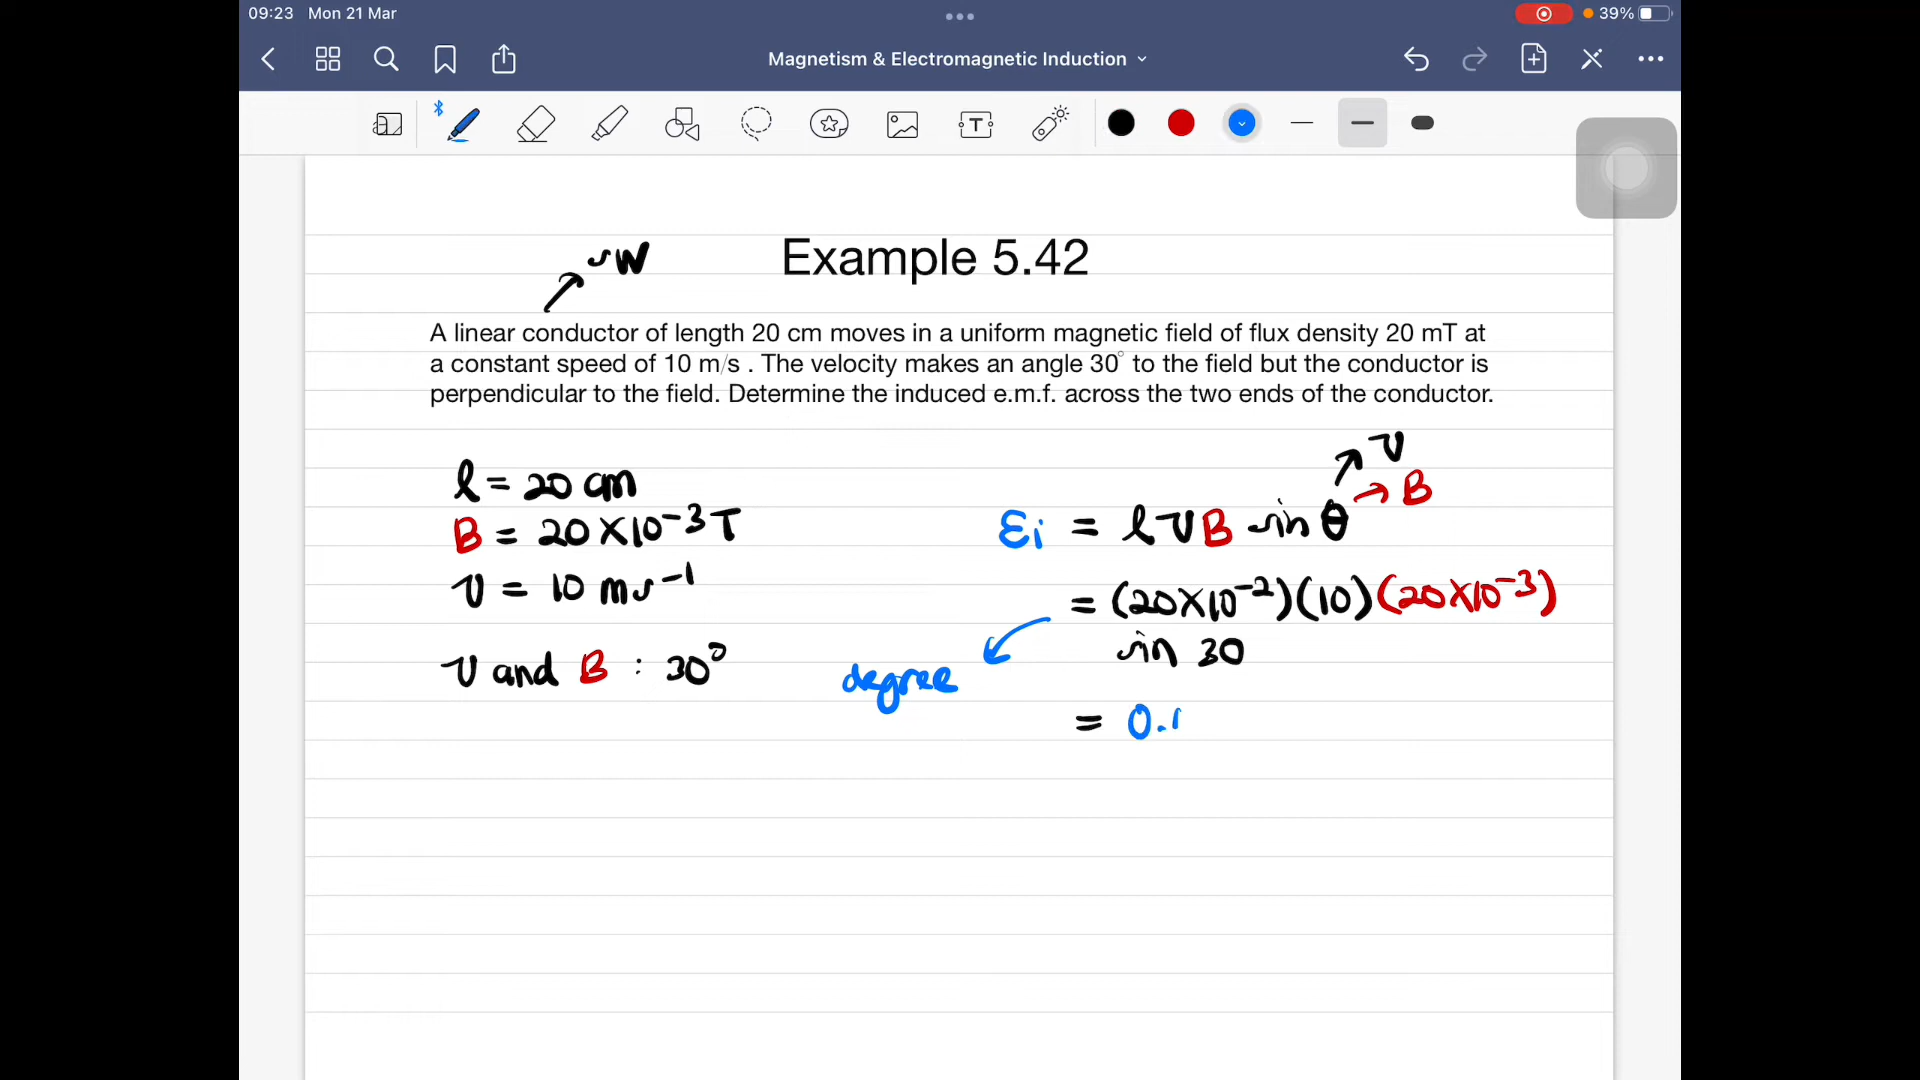 09:23 Mon 21 Mar
39%
Magnetism & Electromagnetic Induction
Example 5.42
A linear conductor of length 20 cm moves in a uniform magnetic field of flux density 20 mT at
a constant speed of 10 m/s . The velocity makes an angle 30° to the field but the conductor is
perpendicular to the field. Determine the induced e.m.f. across the two ends of the conductor.
l = 20 cm
B = 20 × 10⁻³ T
v = 10 ms⁻¹
v and B : 30°
v
B
Ɛi = l v B sin θ
= (20×10⁻²)(10)(20×10⁻³)
sin 30
degree
= 0.